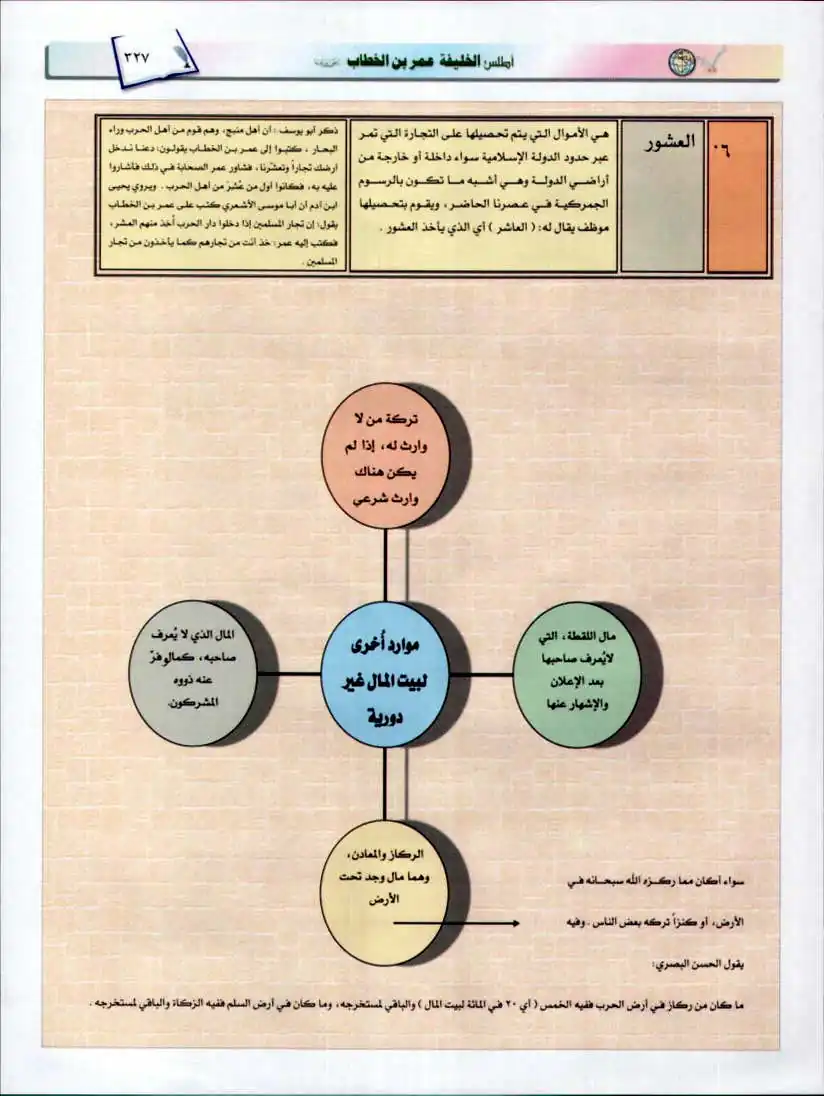 أطلس الخليفة عمر بن الخطاب
٣٢٧
٠٦
العشور
هي الأموال التي يتم تحصيلها على التجارة التي تمر
عبر حدود الدولة الإسلامية سواء داخلة أو خارجة من
أراضي الدولة وهي أشبه ما تكون بالرسوم
الجمركية في عصرنا الحاضر، ويقوم بتحصيلها
موظف يقال له: ( العاشر ) أي الذي يأخذ العشور .
ذكر أبو يوسف : أن أهل منبج، وهم قوم من أهل الحرب وراء
البحار ، كتبوا إلى عمر بن الخطاب يقولون: دعنا ندخل
أرضك تجاراً وتعشّرنا، فشاور عمر الصحابة في ذلك فأشاروا
عليه به، فكانوا أول من عُشرَ من أهل الحرب . ويروي يحيى
ابن آدم أن أبا موسى الأشعري كتب على عمر بن الخطاب
يقول: إن تجار المسلمين إذا دخلوا دار الحرب أُخذ منهم العشر،
فكتب إليه عمر: خذ أنت من تجارهم كما يأخذون من تجار
المسلمين .
تركة من لا
وارث له، إذا لم
يكن هناك
وارث شرعي
مال اللقطة، التي
لايُعرف صاحبها
بعد الإعلان
والإشهار عنها
موارد أُخرى
لبيت المال غير
دورية
المال الذي لا يُعرف
صاحبه، كمالوفرّ
عنه ذووه
المشركون.
الركاز والمعادن،
وهما مال وجد تحت
الأرض
سواء أكان مما ركـزه الله سبحـانه فـي
الأرض، أو كنزاً تركه بعض الناس . وفيه
يقول الحسن البصري:
ما كان من ركاز في أرض الحرب ففيه الخمس ( أي ٢٠ في المائة لبيت المال ) والباقي لمستخرجه، وما كان في أرض السلم ففيه الزكاة والباقي لمستخرجه .